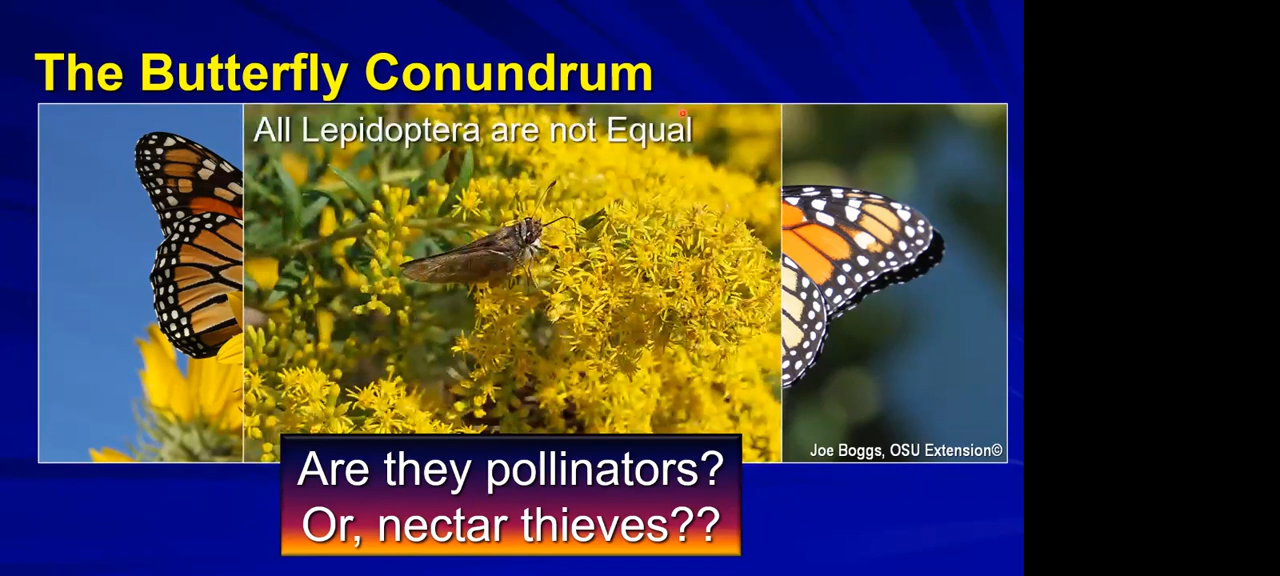 The Butterfly Conundrum
All Lepidoptera are not Equal
Joe Boggs, OSU Extension©
Are they pollinators?
Or, nectar thieves??